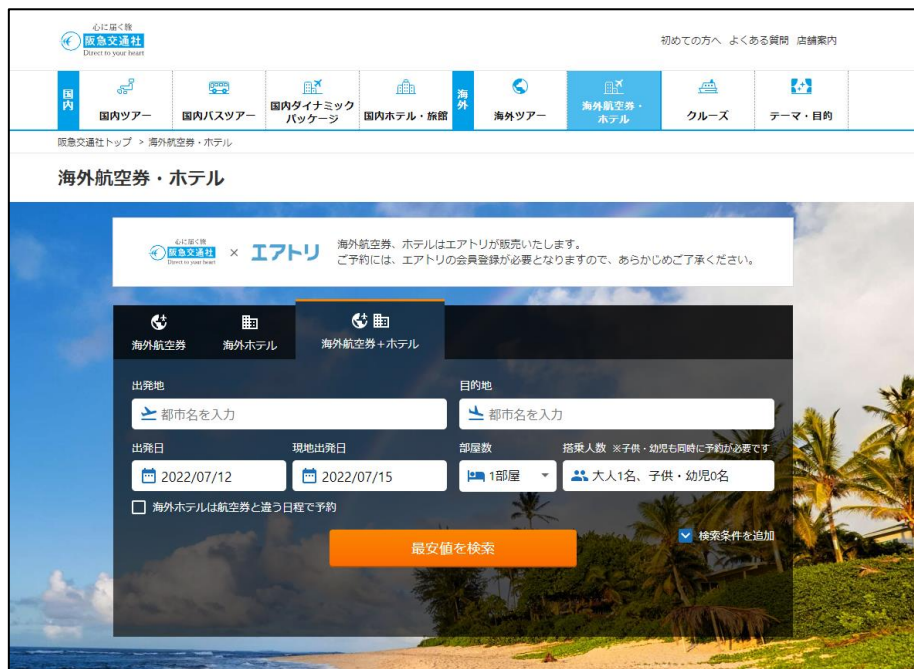 心に届く旅
阪急交通社
Direct to your heart
初めての方へ よくある質問 店舗案内
国内
国内ツアー
国内バスツアー
国内ダイナミック
パッケージ
国内ホテル・旅館
海外
海外ツアー
海外航空券・
ホテル
クルーズ
テーマ・目的
阪急交通社トップ > 海外航空券・ホテル
海外航空券・ホテル
心に届く旅
阪急交通社
Direct to your heart
× エアトリ
海外航空券、ホテルはエアトリが販売いたします。
ご予約には、エアトリの会員登録が必要となりますので、あらかじめご了承ください。
海外航空券
海外ホテル
海外航空券+ホテル
出発地
目的地
都市名を入力
都市名を入力
出発日
現地出発日
部屋数
搭乗人数 ※子供・幼児も同時に予約が必要です
2022/07/12
2022/07/15
1部屋
大人1名、子供・幼児0名
海外ホテルは航空券と違う日程で予約
検索条件を追加
最安値を検索